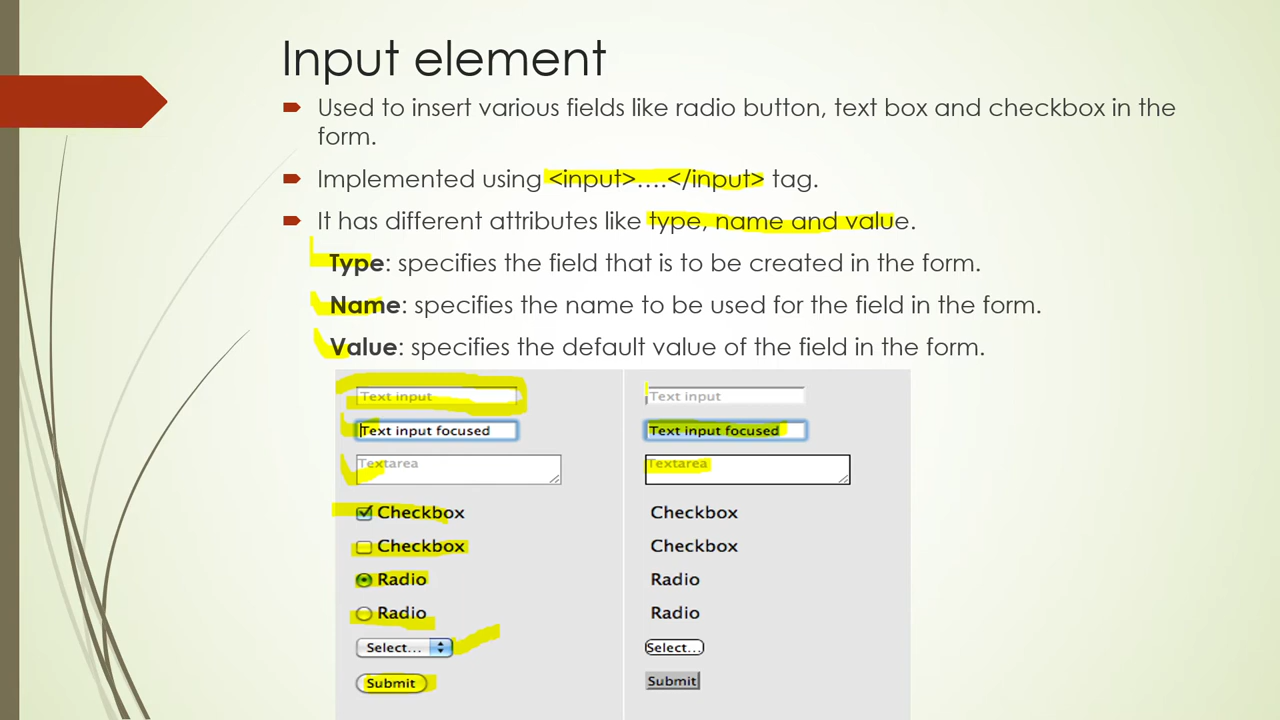 Input element
Used to insert various fields like radio button, text box and checkbox in the
form.
Implemented using <input>....</input> tag.
It has different attributes like type, name and value.
Type: specifies the field that is to be created in the form.
Name: specifies the name to be used for the field in the form.
Value: specifies the default value of the field in the form.
Text input
Text input focused
Textarea
Checkbox
Checkbox
Radio
Radio
Select...
Submit
Text input
Text input focused
Textarea
Checkbox
Checkbox
Radio
Radio
Select...
Submit